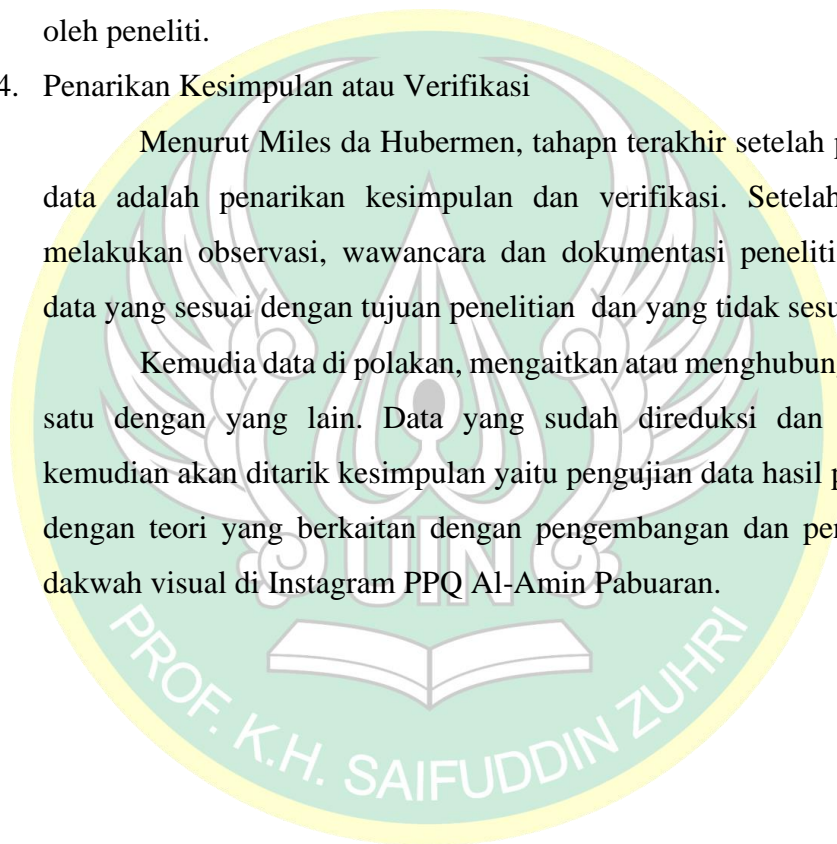 oleh peneliti.
4. Penarikan Kesimpulan atau Verifikasi
Menurut Miles da Hubermen, tahapn terakhir setelah
data adalah penarikan kesimpulan dan verifikasi. Setelah
melakukan observasi, wawancara dan dokumentasi peneliti
data yang sesuai dengan tujuan penelitian dan yang tidak
Kemudia data di polakan, mengaitkan atau
satu dengan yang lain. Data yang sudah direduksi dan
kemudian akan ditarik kesimpulan yaitu pengujian data hasil
dengan teori yang berkaitan dengan pengembangan dan
dakwah visual di Instagram PPQ Al-Amin Pabuaran.
UIN
PROF. K.H. SAIFUDDIN ZUHRI